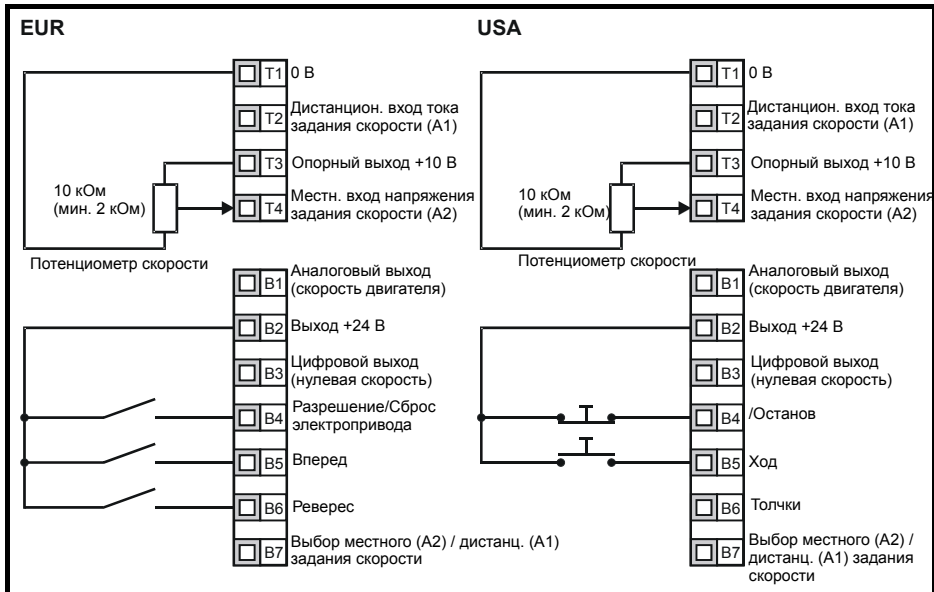 EUR
T1 0 В
T2 Дистанцион. вход тока
задания скорости (A1)
T3 Опорный выход +10 В
10 кОм
(мин. 2 кОм)
T4 Местн. вход напряжения
задания скорости (A2)
Потенциометр скорости
B1 Аналоговый выход
(скорость двигателя)
B2 Выход +24 В
B3 Цифровой выход
(нулевая скорость)
B4 Разрешение/Сброс
электропривода
B5 Вперед
B6 Реверес
B7 Выбор местного (A2) / дистанц. (A1)
задания скорости
USA
T1 0 В
T2 Дистанцион. вход тока
задания скорости (A1)
T3 Опорный выход +10 В
10 кОм
(мин. 2 кОм)
T4 Местн. вход напряжения
задания скорости (A2)
Потенциометр скорости
B1 Аналоговый выход
(скорость двигателя)
B2 Выход +24 В
B3 Цифровой выход
(нулевая скорость)
B4 /Останов
B5 Ход
B6 Толчки
B7 Выбор местного (A2) /
дистанц. (A1) задания
скорости